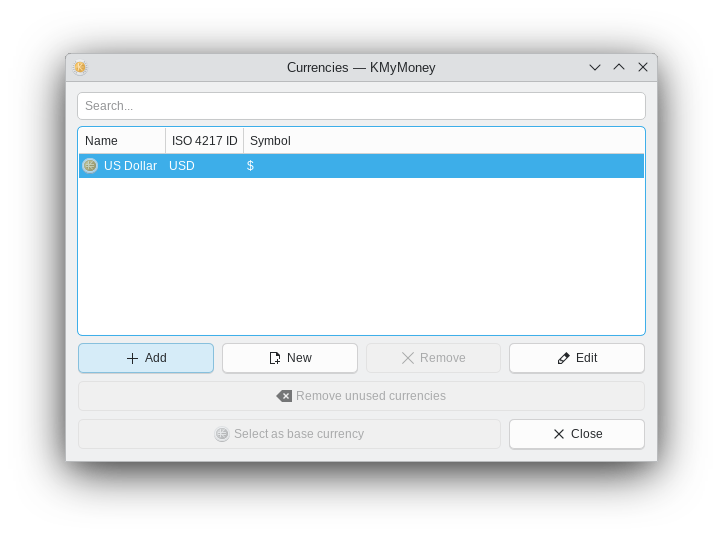 Currencies — KMyMoney
Search...
Name ISO 4217 ID Symbol
US Dollar USD $
Add New Remove Edit
Remove unused currencies
Select as base currency Close